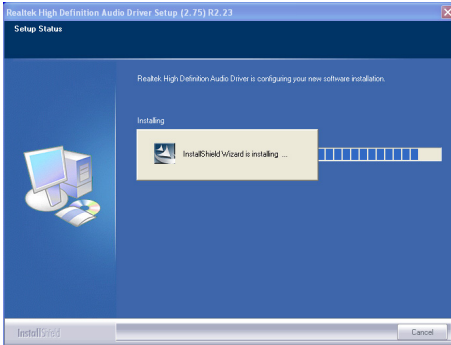 Realtek High Definition Audio Driver Setup (2.75) R2.23
Setup Status
Realtek High Definition Audio Driver is configuring your new software installation.
Installing
InstallShield Wizard is installing ...
InstallShield
Cancel